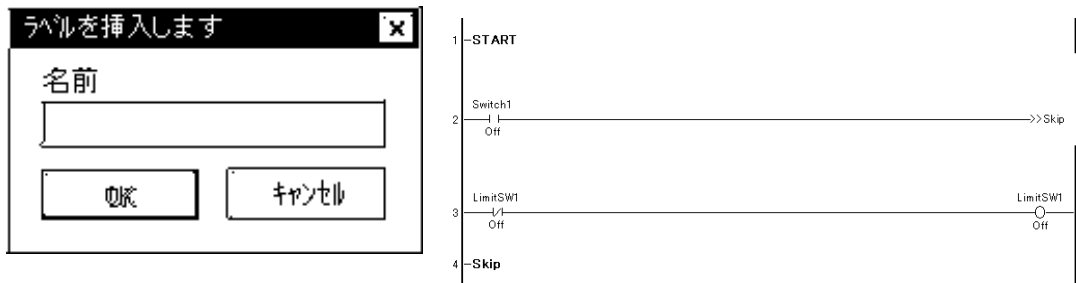 ラベルを挿入します
名前
OK
キャンセル
1 START
Switch1
2 >>Skip
Off
LimitSW1 LimitSW1
3
Off Off
4 Skip